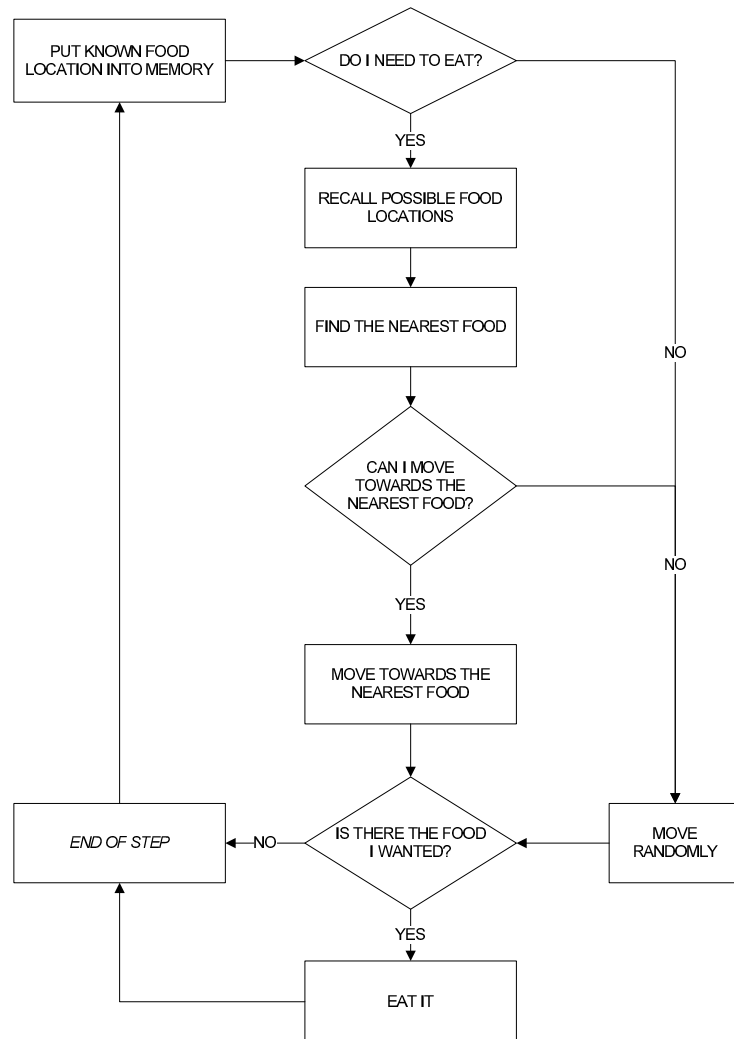 PUT KNOWN FOOD
LOCATION INTO MEMORY
DO I NEED TO EAT?
YES
RECALL POSSIBLE FOOD
LOCATIONS
FIND THE NEAREST FOOD
NO
CAN I MOVE
TOWARDS THE
NEAREST FOOD?
NO
YES
MOVE TOWARDS THE
NEAREST FOOD
END OF STEP
NO
IS THERE THE FOOD
I WANTED?
MOVE
RANDOMLY
YES
EAT IT